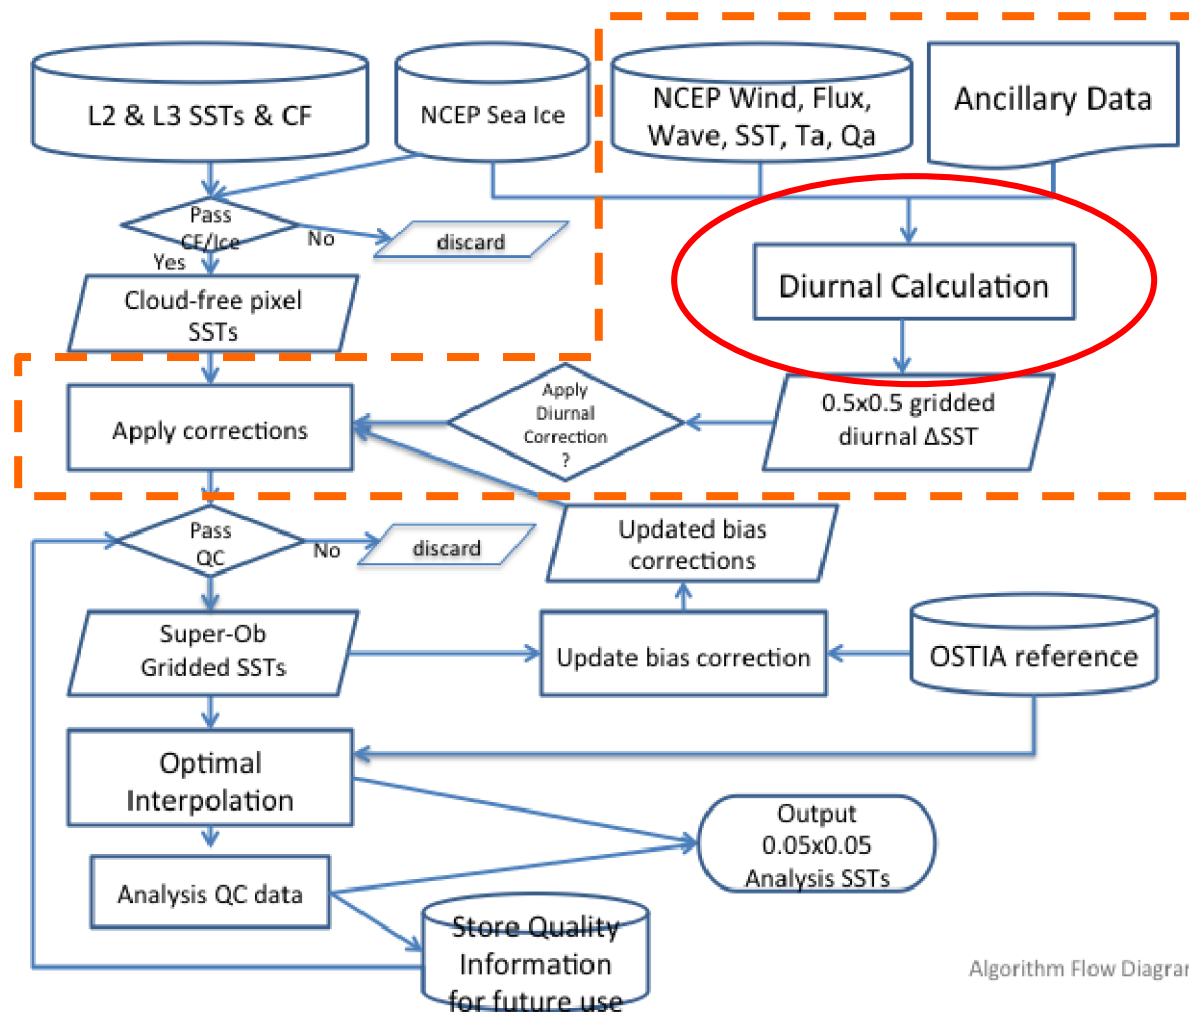 L2 & L3 SSTs & CF
NCEP Sea Ice
NCEP Wind, Flux,
Wave, SST, Ta, Qa
Ancillary Data
Pass
CF/Ice
No
discard
Yes
Cloud-free pixel
SSTs
Diurnal Calculation
Apply corrections
Apply
Diurnal
Correction
?
0.5x0.5 gridded
diurnal ΔSST
Pass
QC
No
discard
Updated bias
corrections
Super-Ob
Gridded SSTs
Update bias correction
OSTIA reference
Optimal
Interpolation
Output
0.05x0.05
Analysis SSTs
Analysis QC data
Store Quality
Information
for future use
Algorithm Flow Diagrar